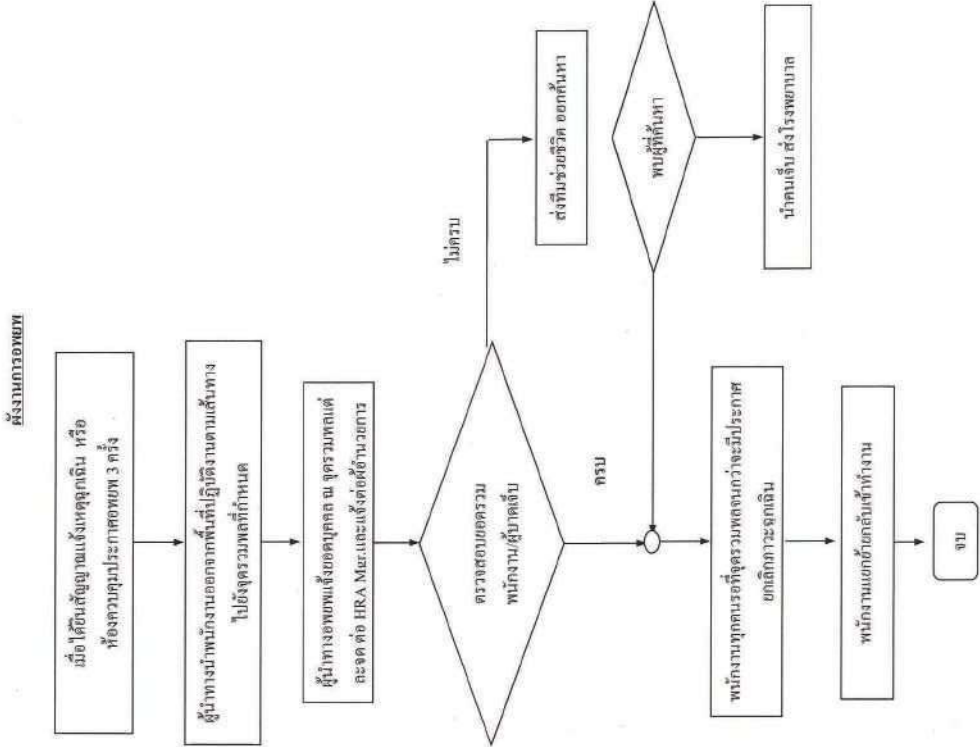 ผังงานการอพยพ
เมื่อได้ยินสัญญาณแจ้งเหตุฉุกเฉิน หรือ
ห้องควบคุมประกาศอพยพ 3 ครั้ง
ผู้นำทางนำพนักงานออกจากพื้นที่ปฏิบัติงานตามเส้นทาง
ไปยังจุดรวมพลที่กำหนด
ผู้นำทางอพยพแจ้งยอดบุคคล ณ จุดรวมพลแต่
ละจุด ต่อ HRA Mgr.และแจ้งต่อผู้อำนวยการ
ตรวจสอบยอดรวม
พนักงาน/ผู้บาดเจ็บ
ไม่ครบ
ส่งทีมช่วยชีวิต ออกค้นหา
พบผู้ที่ค้นหา
นำคนเจ็บ ส่งโรงพยาบาล
ครบ
พนักงานทุกคนรอที่จุดรวมพลจนกว่าจะมีประกาศ
ยกเลิกภาวะฉุกเฉิน
พนักงานแยกย้ายกลับเข้าทำงาน
จบ